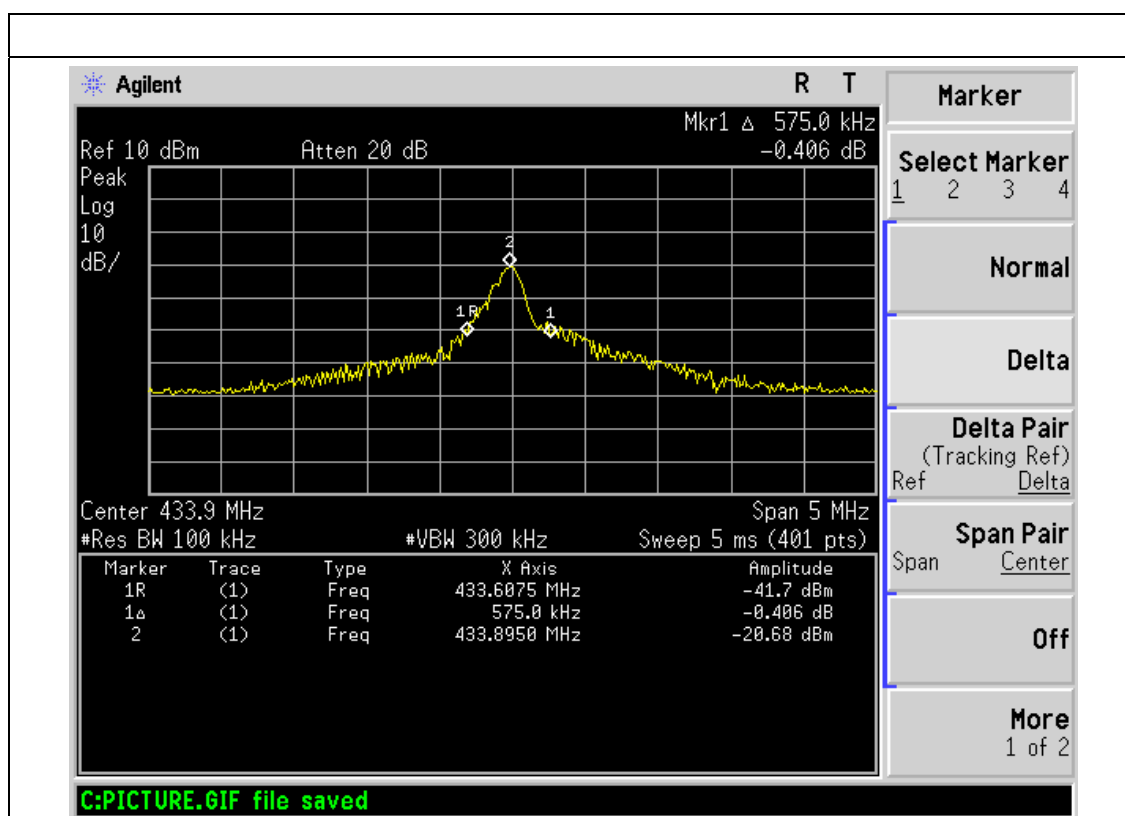 Agilent
R T
Mkr1 Δ 575.0 kHz
Ref 10 dBm Atten 20 dB -0.406 dB
Peak
Log
10
dB/
2
1R
1
Center 433.9 MHz Span 5 MHz
#Res BW 100 kHz #VBW 300 kHz Sweep 5 ms (401 pts)
Marker Trace Type X Axis Amplitude
1R (1) Freq 433.6075 MHz -41.7 dBm
1Δ (1) Freq 575.0 kHz -0.406 dB
2 (1) Freq 433.8950 MHz -20.68 dBm
C:PICTURE.GIF file saved
Marker
Select Marker
1 2 3 4
Normal
Delta
Delta Pair
(Tracking Ref)
Ref Delta
Span Pair
Span Center
Off
More
1 of 2